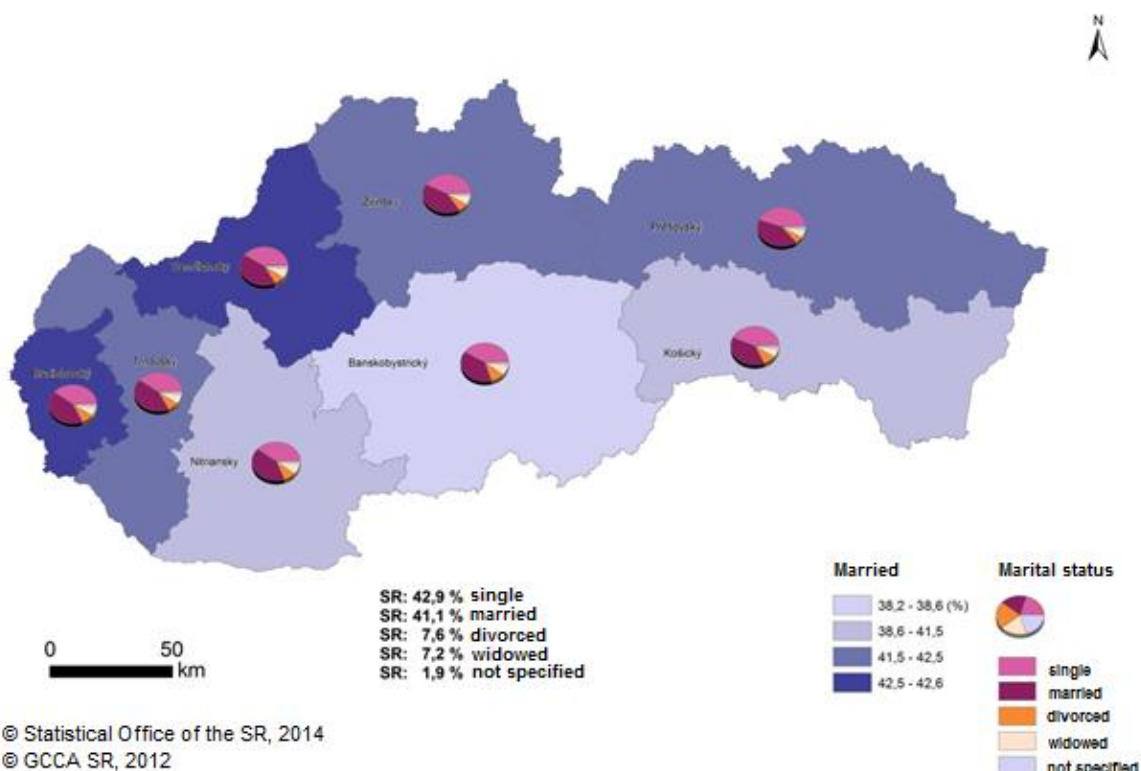 N
Žilinský
Prešovský
Trenčiansky
Banskobystrický
Košický
Trnavský
Bratislavský
Nitriansky
SR: 42,9 % single
SR: 41,1 % married
SR: 7,6 % divorced
SR: 7,2 % widowed
SR: 1,9 % not specified
0 50
km
Married
38,2 - 38,6 (%)
38,6 - 41,5
41,5 - 42,5
42,5 - 42,6
Marital status
single
married
divorced
widowed
not specified
© Statistical Office of the SR, 2014
© GCCA SR, 2012